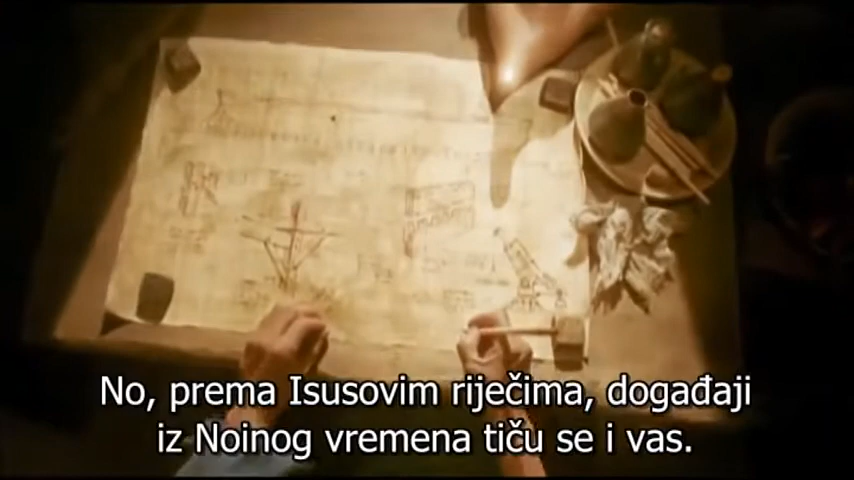 No, prema Isusovim riječima, događaji
iz Noinog vremena tiču se i vas.